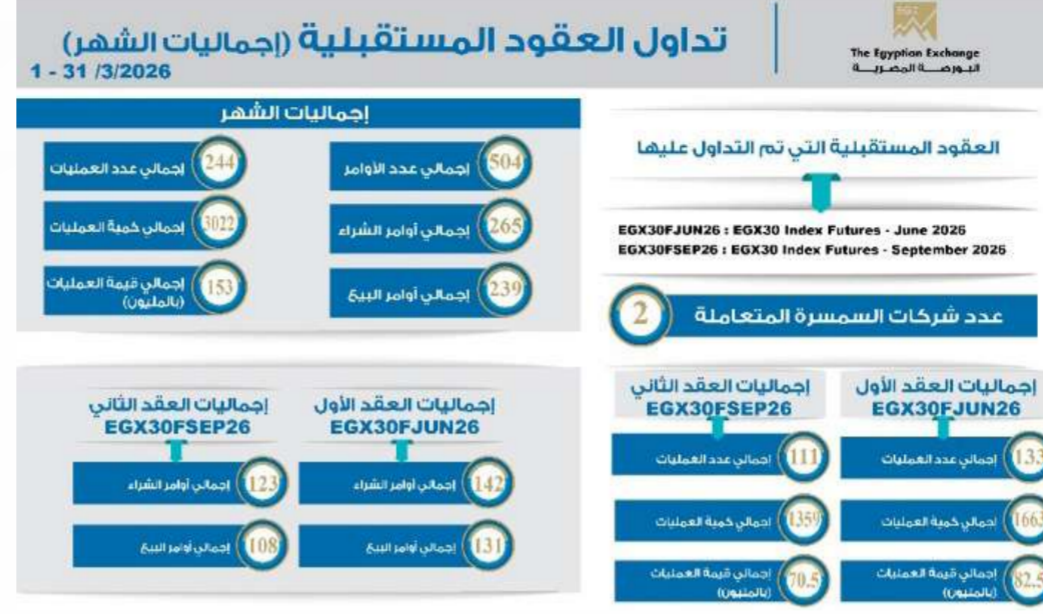 EGX
The Egyptian Exchange
البورصة المصرية
تداول العقود المستقبلية (إجماليات الشهر)
1 - 31 /3/2026
العقود المستقبلية التي تم التداول عليها
EGX30FJUN26 : EGX30 Index Futures - June 2026
EGX30FSEP26 : EGX30 Index Futures - September 2026
عدد شركات السمسرة المتعاملة 2
إجماليات الشهر
504 إجمالي عدد الأوامر
265 إجمالي أوامر الشراء
239 إجمالي أوامر البيع
244 إجمالي عدد العمليات
3022 إجمالي كمية العمليات
153 إجمالي قيمة العمليات
(بالمليون)
إجماليات العقد الأول
EGX30FJUN26
133 إجمالي عدد العمليات
1663 إجمالي كمية العمليات
82.5 إجمالي قيمة العمليات
(بالمليون)
إجماليات العقد الثاني
EGX30FSEP26
111 إجمالي عدد العمليات
1359 إجمالي كمية العمليات
70.5 إجمالي قيمة العمليات
(بالمليون)
إجماليات العقد الأول
EGX30FJUN26
142 إجمالي أوامر الشراء
131 إجمالي أوامر البيع
إجماليات العقد الثاني
EGX30FSEP26
123 إجمالي أوامر الشراء
108 إجمالي أوامر البيع